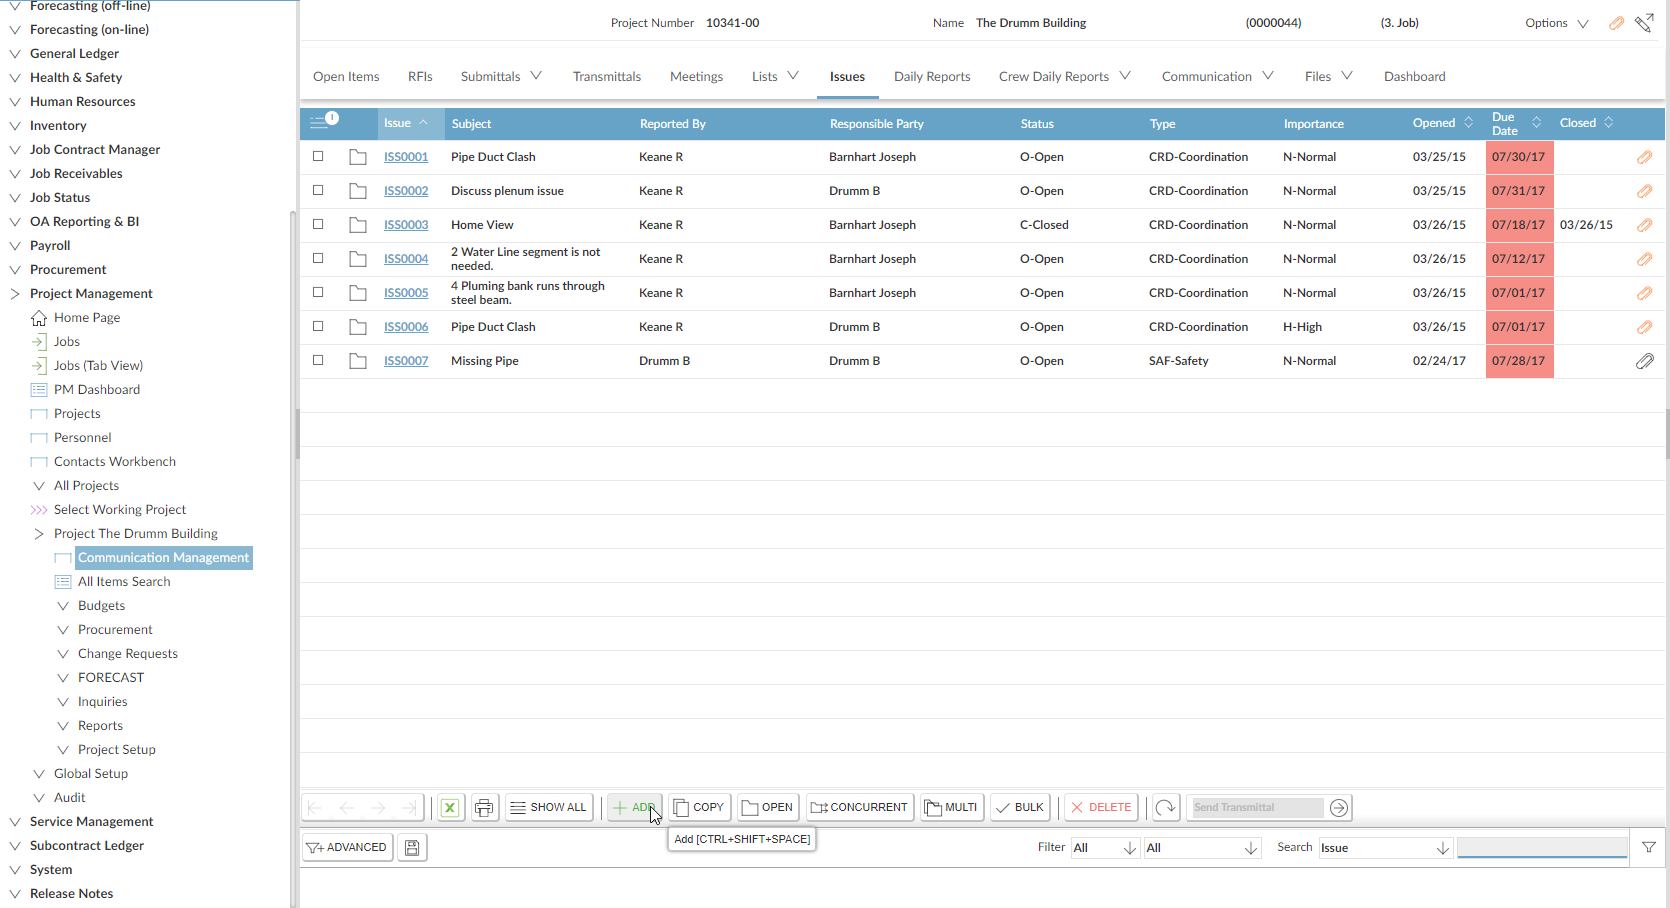 Forecasting (off-line)
Forecasting (on-line)
General Ledger
Health & Safety
Human Resources
Inventory
Job Contract Manager
Job Receivables
Job Status
OA Reporting & BI
Payroll
Procurement
Project Management
Home Page
Jobs
Jobs (Tab View)
PM Dashboard
Projects
Personnel
Contacts Workbench
All Projects
Select Working Project
Project The Drumm Building
Communication Management
All Items Search
Budgets
Procurement
Change Requests
FORECAST
Inquiries
Reports
Project Setup
Global Setup
Audit
Service Management
Subcontract Ledger
System
Release Notes
Project Number 10341-00 Name The Drumm Building (0000044) (3. Job) Options
Open Items RFIs Submittals Transmittals Meetings Lists Issues Daily Reports Crew Daily Reports Communication Files Dashboard
Issue Subject Reported By Responsible Party Status Type Importance Opened Due Date Closed
ISS0001 Pipe Duct Clash Keane R Barnhart Joseph O-Open CRD-Coordination N-Normal 03/25/15 07/30/17
ISS0002 Discuss plenum issue Keane R Drumm B O-Open CRD-Coordination N-Normal 03/25/15 07/31/17
ISS0003 Home View Keane R Barnhart Joseph C-Closed CRD-Coordination N-Normal 03/26/15 07/18/17 03/26/15
ISS0004 2 Water Line segment is not needed. Keane R Barnhart Joseph O-Open CRD-Coordination N-Normal 03/26/15 07/12/17
ISS0005 4 Pluming bank runs through steel beam. Keane R Barnhart Joseph O-Open CRD-Coordination N-Normal 03/26/15 07/01/17
ISS0006 Pipe Duct Clash Keane R Drumm B O-Open CRD-Coordination H-High 03/26/15 07/01/17
ISS0007 Missing Pipe Drumm B Drumm B O-Open SAF-Safety N-Normal 02/24/17 07/28/17
SHOW ALL ADD COPY OPEN CONCURRENT MULTI BULK DELETE Send Transmittal
Add [CTRL+SHIFT+SPACE]
ADVANCED Filter All All Search Issue